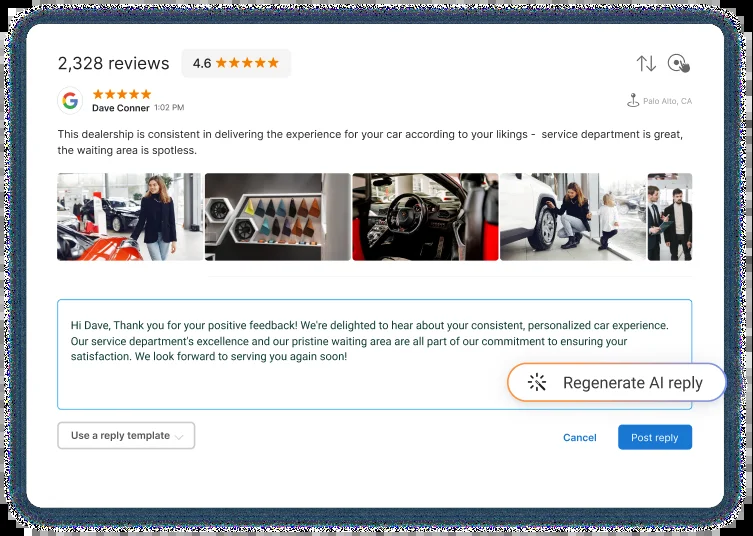 2,328 reviews 4.6
Dave Conner 1:02 PM
Palo Alto, CA
This dealership is consistent in delivering the experience for your car according to your likings - service department is great,
the waiting area is spotless.
Hi Dave, Thank you for your positive feedback! We're delighted to hear about your consistent, personalized car experience.
Our service department's excellence and our pristine waiting area are all part of our commitment to ensuring your
satisfaction. We look forward to serving you again soon!
Regenerate AI reply
Use a reply template
Cancel
Post reply